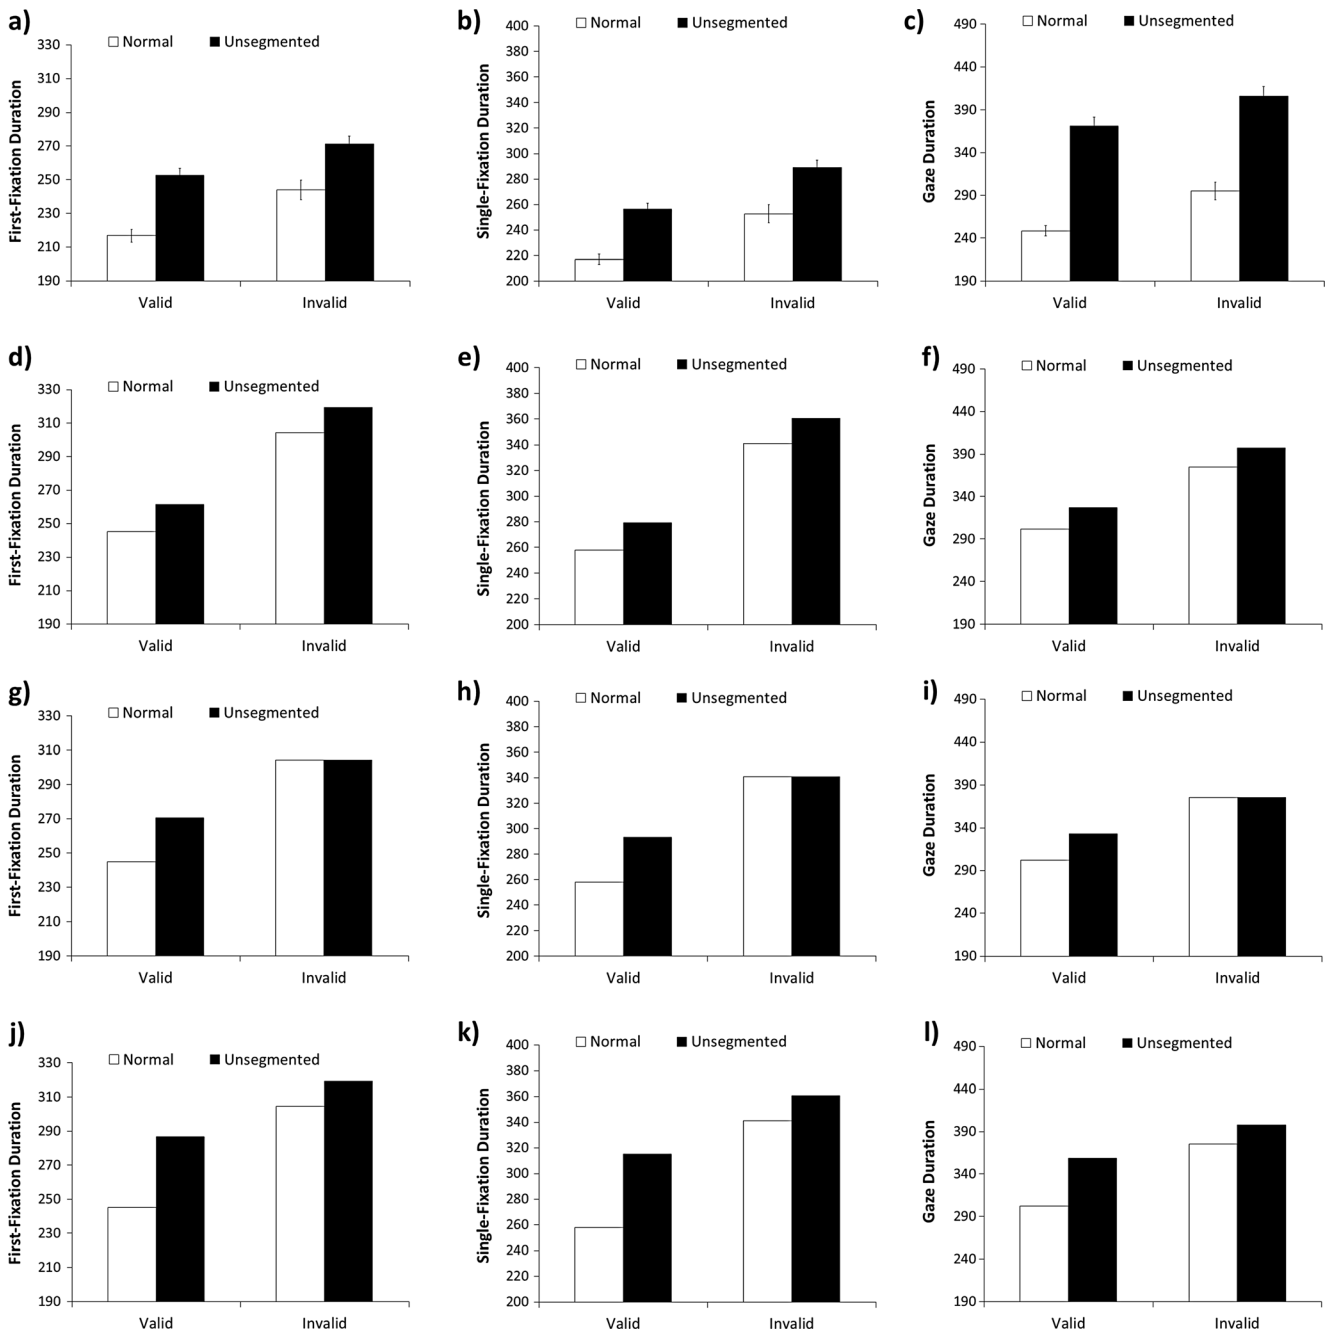 a)
Normal Unsegmented
First-Fixation Duration
330
310
290
270
250
230
210
190
Valid Invalid
b)
Normal Unsegmented
Single-Fixation Duration
400
380
360
340
320
300
280
260
240
220
200
Valid Invalid
c)
Normal Unsegmented
Gaze Duration
490
440
390
340
290
240
190
Valid Invalid
d)
Normal Unsegmented
First-Fixation Duration
330
310
290
270
250
230
210
190
Valid Invalid
e)
Normal Unsegmented
Single-Fixation Duration
400
380
360
340
320
300
280
260
240
220
200
Valid Invalid
f)
Normal Unsegmented
Gaze Duration
490
440
390
340
290
240
190
Valid Invalid
g)
Normal Unsegmented
First-Fixation Duration
330
310
290
270
250
230
210
190
Valid Invalid
h)
Normal Unsegmented
Single-Fixation Duration
400
380
360
340
320
300
280
260
240
220
200
Valid Invalid
i)
Normal Unsegmented
Gaze Duration
490
440
390
340
290
240
190
Valid Invalid
j)
Normal Unsegmented
First-Fixation Duration
330
310
290
270
250
230
210
190
Valid Invalid
k)
Normal Unsegmented
Single-Fixation Duration
400
380
360
340
320
300
280
260
240
220
200
Valid Invalid
l)
Normal Unsegmented
Gaze Duration
490
440
390
340
290
240
190
Valid Invalid